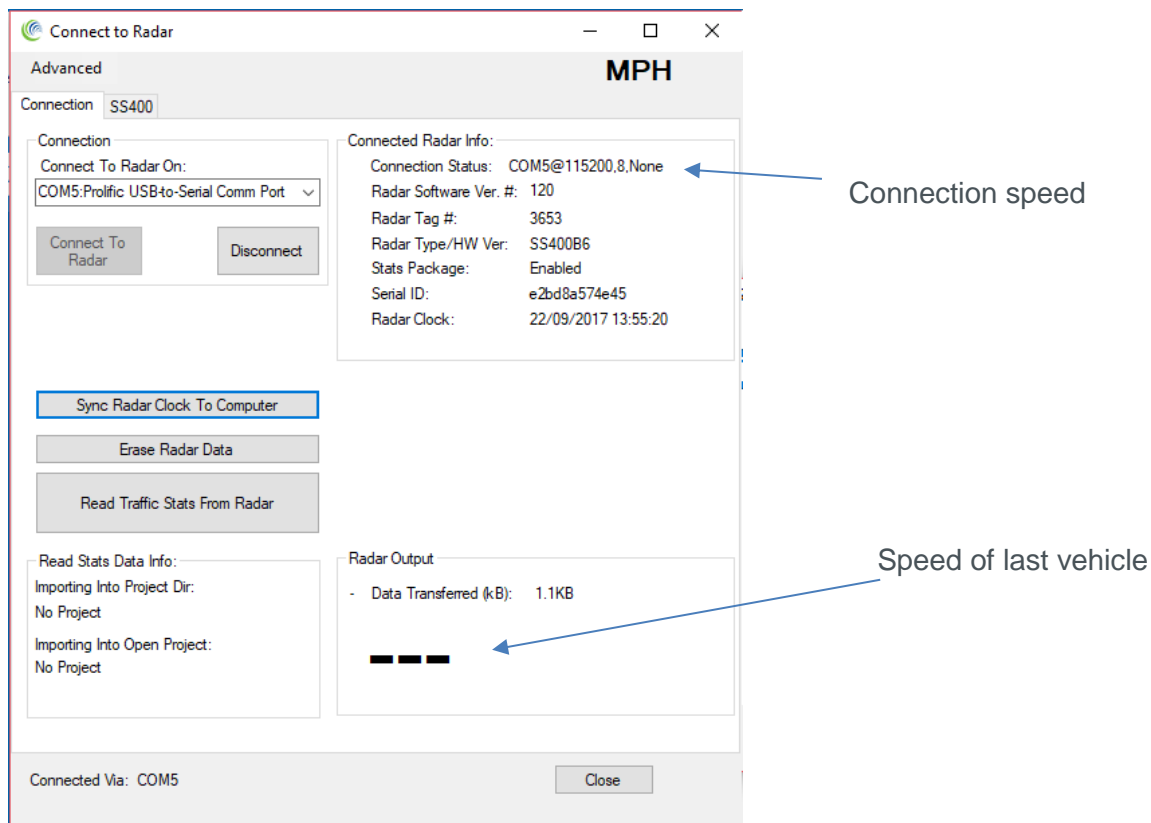 Connect to Radar
Advanced
MPH
Connection SS400
Connection
Connect To Radar On:
COM5:Prolific USB-to-Serial Comm Port
Connect To
Radar
Disconnect
Connected Radar Info:
Connection Status: COM5@115200,8,None
Radar Software Ver. #: 120
Radar Tag #: 3653
Radar Type/HW Ver: SS400B6
Stats Package: Enabled
Serial ID: e2bd8a574e45
Radar Clock: 22/09/2017 13:55:20
Connection speed
Sync Radar Clock To Computer
Erase Radar Data
Read Traffic Stats From Radar
Read Stats Data Info:
Importing Into Project Dir:
No Project
Importing Into Open Project:
No Project
Radar Output
- Data Transferred (kB): 1.1KB
---
Speed of last vehicle
Connected Via: COM5
Close